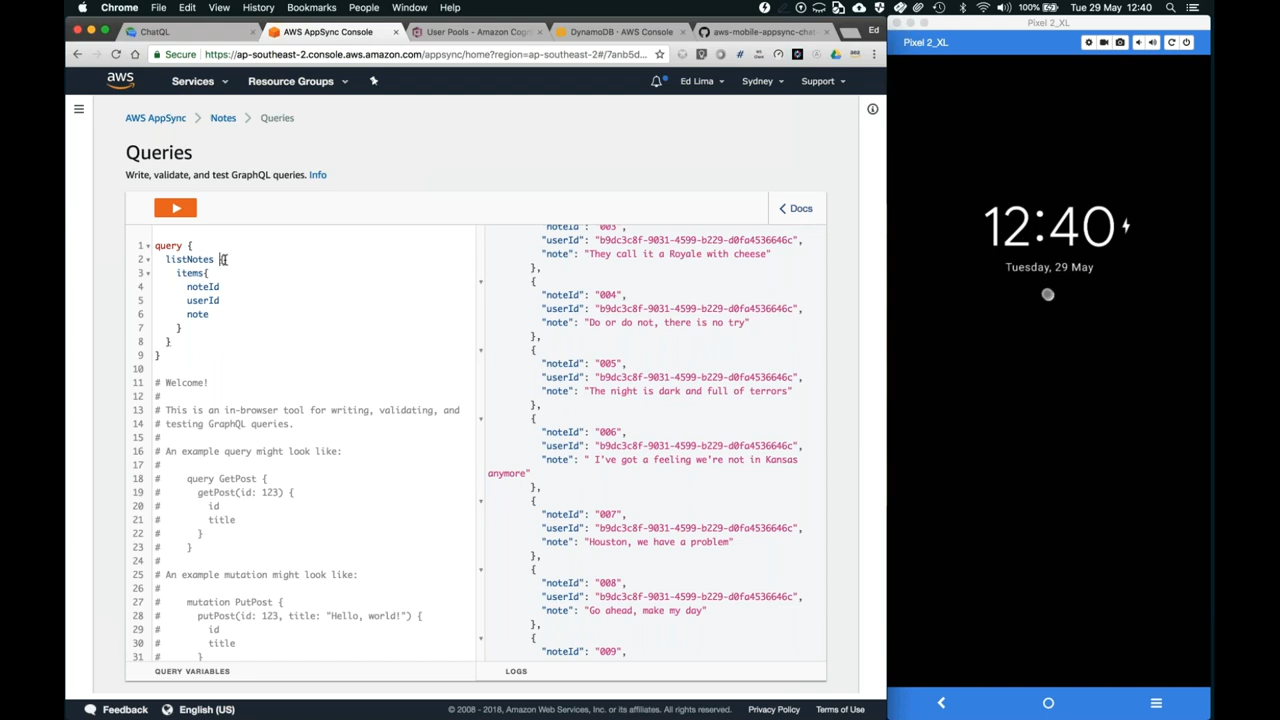 Chrome File Edit View History Bookmarks People Window Help
100% Tue 29 May 12:40
ChatQL
AWS AppSync Console
User Pools - Amazon Cog
DynamoDB · AWS Console
aws-mobile-appsync-chat-
Ed
Secure https://ap-southeast-2.console.aws.amazon.com/appsync/home?region=ap-southeast-2#/7anb5d...
aws Services Resource Groups Ed Lima Sydney Support
AWS AppSync > Notes > Queries
Queries
Write, validate, and test GraphQL queries. Info
Docs
1 query {
2 listNotes {
3 items{
4 noteId
5 userId
6 note
7 }
8 }
9 }
10
11 # Welcome!
12 #
13 # This is an in-browser tool for writing, validating, and
14 # testing GraphQL queries.
15 #
16 # An example query might look like:
17 #
18 # query GetPost {
19 # getPost(id: 123) {
20 # id
21 # title
22 # }
23 # }
24 #
25 # An example mutation might look like:
26 #
27 # mutation PutPost {
28 # putPost(id: 123, title: "Hello, world!") {
29 # id
30 # title
31 # }
"noteId": "003",
"userId": "b9dc3c8f-9031-4599-b229-d0fa4536646c",
"note": "They call it a Royale with cheese"
},
{
"noteId": "004",
"userId": "b9dc3c8f-9031-4599-b229-d0fa4536646c",
"note": "Do or do not, there is no try"
},
{
"noteId": "005",
"userId": "b9dc3c8f-9031-4599-b229-d0fa4536646c",
"note": "The night is dark and full of terrors"
},
{
"noteId": "006",
"userId": "b9dc3c8f-9031-4599-b229-d0fa4536646c",
"note": " I've got a feeling we're not in Kansas
anymore"
},
{
"noteId": "007",
"userId": "b9dc3c8f-9031-4599-b229-d0fa4536646c",
"note": "Houston, we have a problem"
},
{
"noteId": "008",
"userId": "b9dc3c8f-9031-4599-b229-d0fa4536646c",
"note": "Go ahead, make my day"
},
{
"noteId": "009",
QUERY VARIABLES
LOGS
Feedback English (US) © 2008 - 2018, Amazon Web Services, Inc. or its affiliates. All rights reserved. Privacy Policy Terms of Use
Pixel 2_XL
Pixel 2_XL
12:40
Tuesday, 29 May